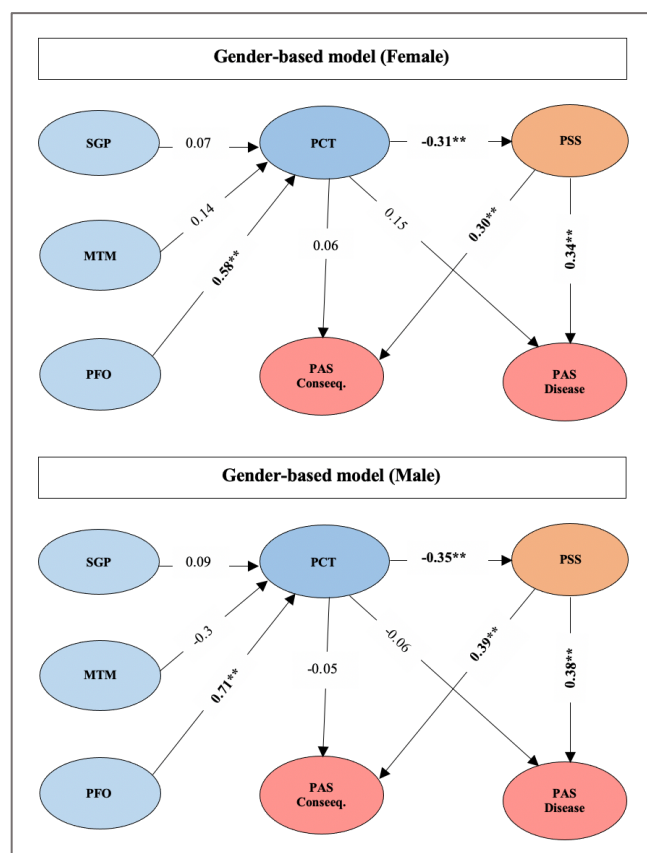 Gender-based model (Female)
SGP
0.07
PCT
-0.31**
PSS
0.14
MTM
0.58**
0.06
0.15
0.30**
0.34**
PFO
PAS
Conseeq.
PAS
Disease
Gender-based model (Male)
SGP
0.09
PCT
-0.35**
PSS
-0.3
MTM
0.71**
-0.05
-0.06
0.39**
0.38**
PFO
PAS
Conseeq.
PAS
Disease